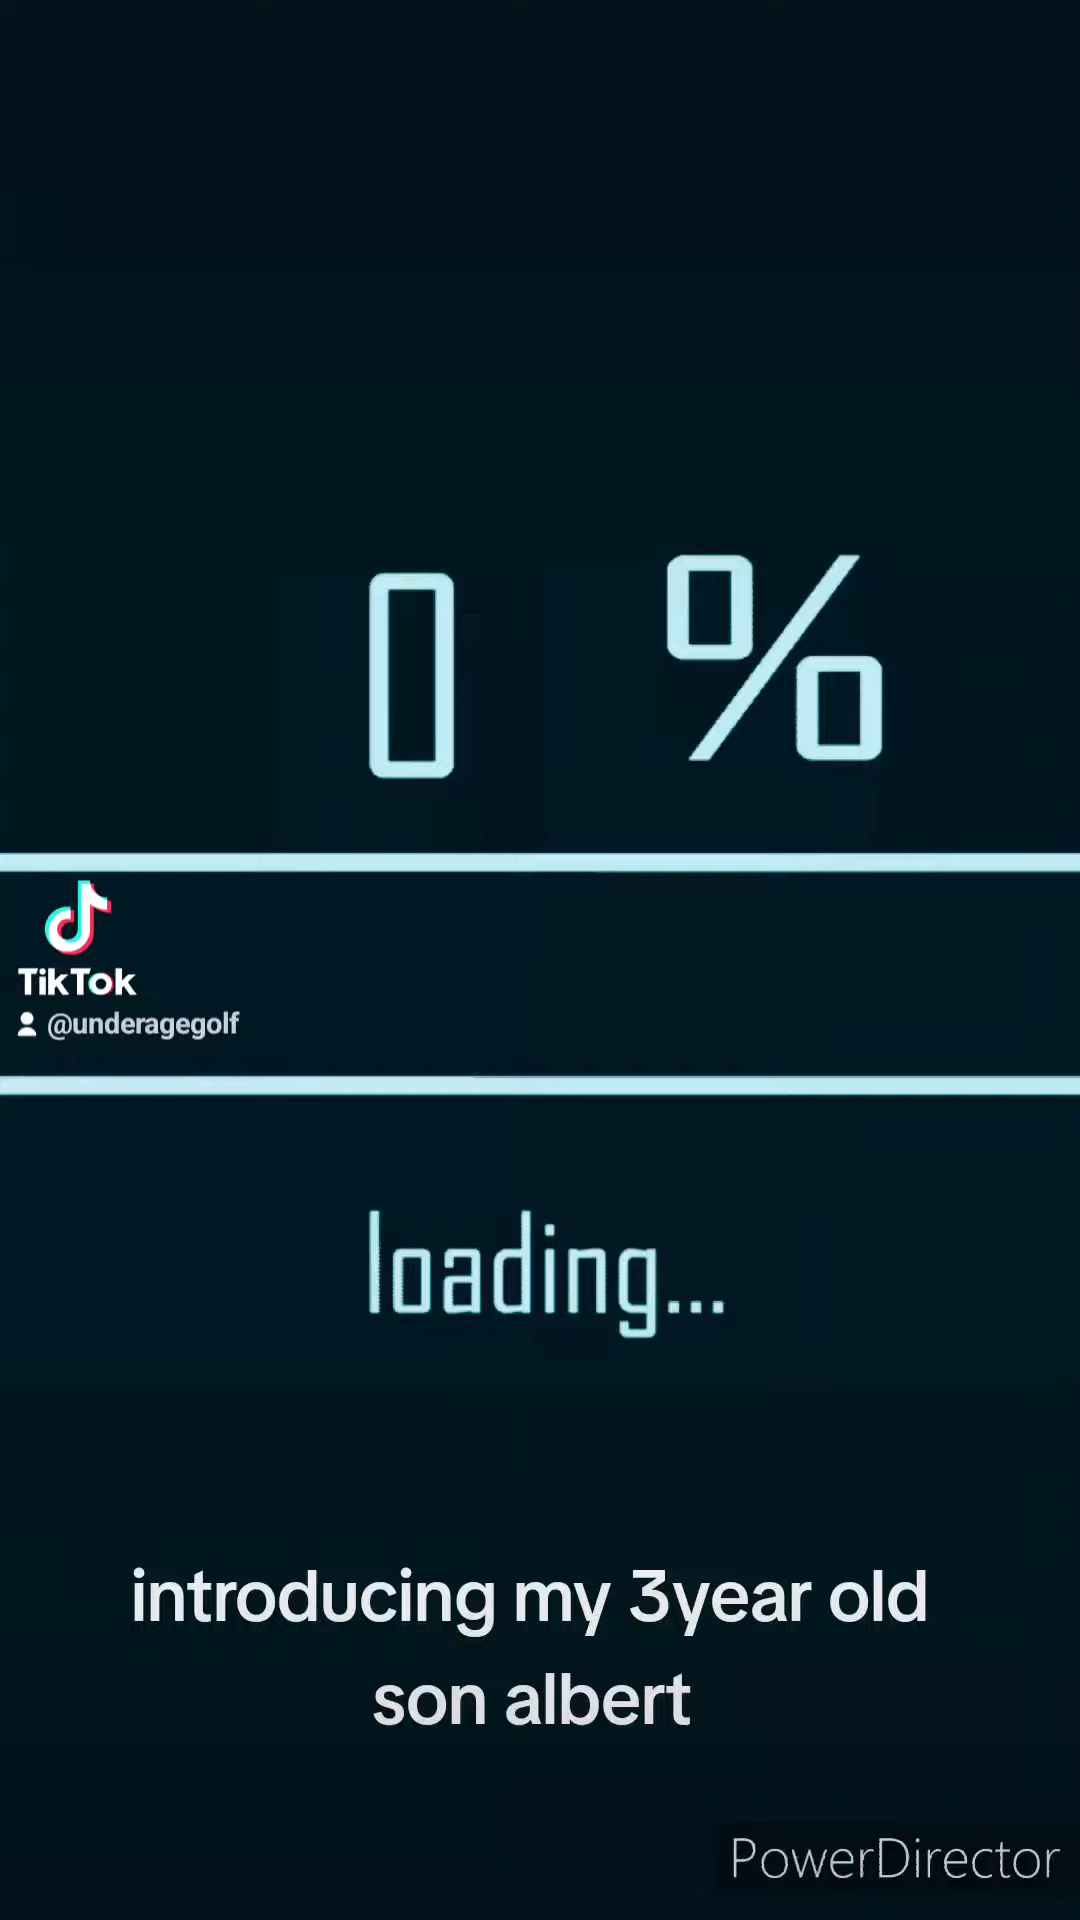 0 %
TikTok
@underagegolf
loading...
introducing my 3year old
son albert
PowerDirector